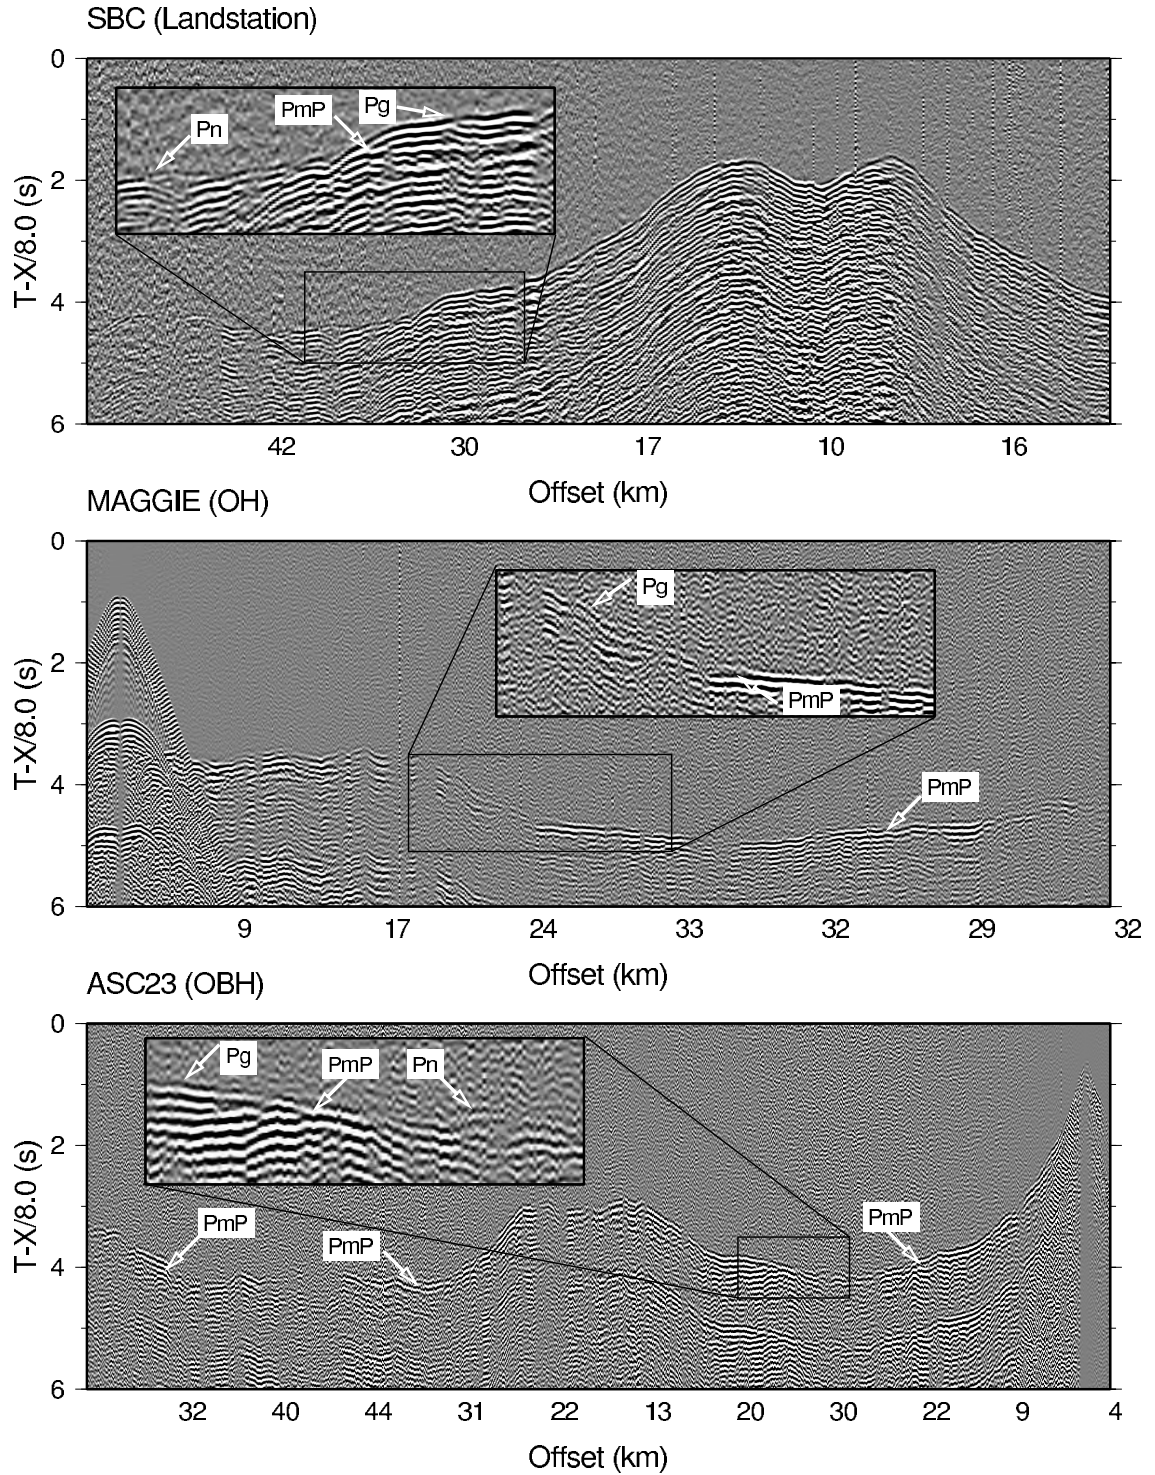 SBC (Landstation)
0
2
4
6
T-X/8.0 (s)
Pn
PmP
Pg
42 30 17 10 16
Offset (km)
MAGGIE (OH)
0
2
4
6
T-X/8.0 (s)
Pg
PmP
PmP
9 17 24 33 32 29 32
Offset (km)
ASC23 (OBH)
0
2
4
6
T-X/8.0 (s)
Pg
PmP
Pn
PmP
PmP
PmP
32 40 44 31 22 13 20 30 22 9 4
Offset (km)